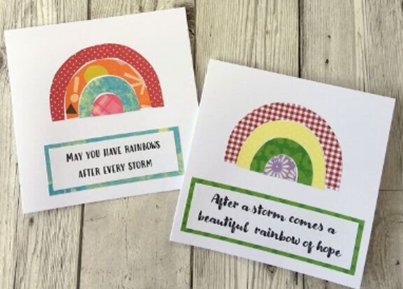 MAY YOU HAVE RAINBOWS
AFTER EVERY STORM
After a storm comes a
beautiful rainbow of hope